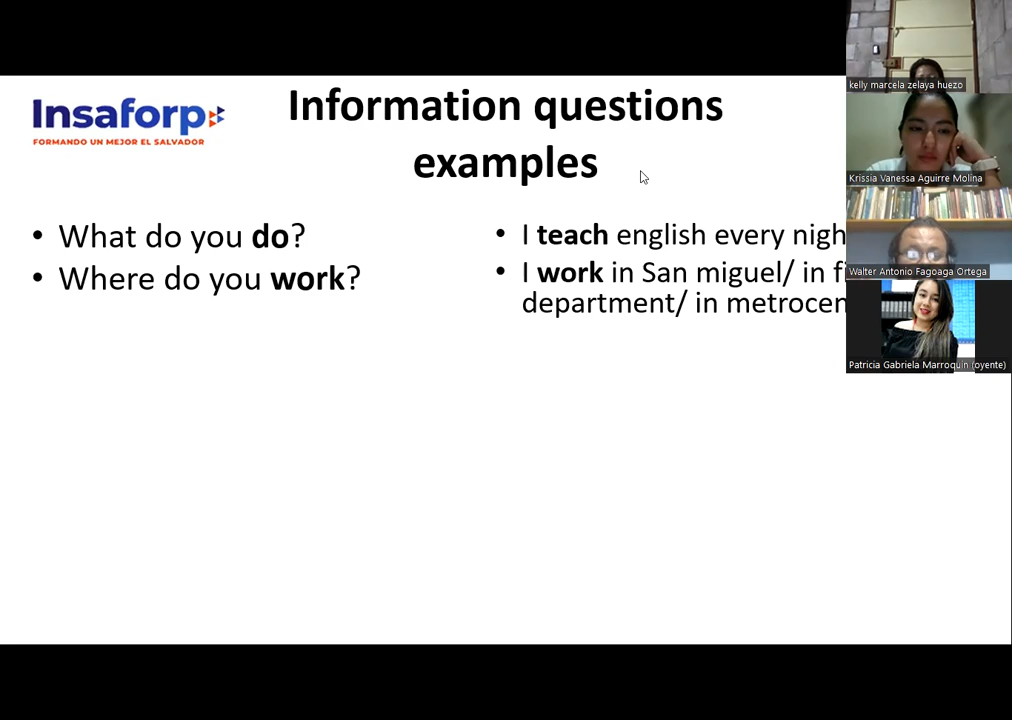 Insaforp
FORMANDO UN MEJOR EL SALVADOR
Information questions
examples
• What do you do?
• Where do you work?
• I teach english every nigh
• I work in San miguel/ in fi
department/ in metrocen
kelly marcela zelaya huezo
Krissia Vanessa Aguirre Molina
Walter Antonio Fagoaga Ortega
Patricia Gabriela Marroquin (oyente)